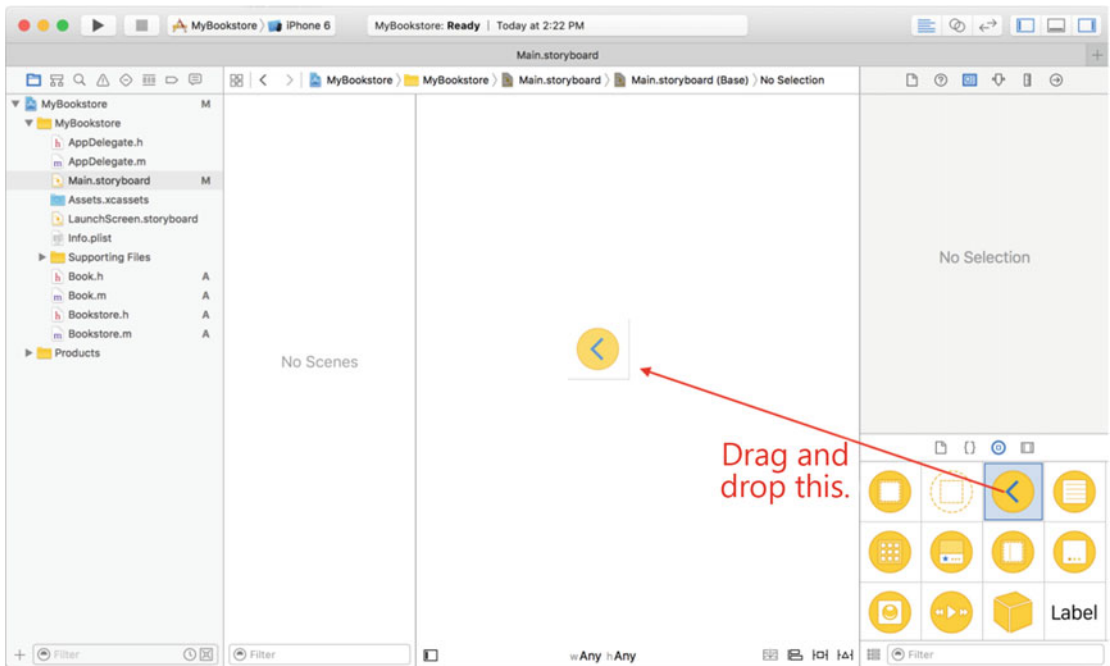 MyBookstore 〉 iPhone 6
MyBookstore: Ready | Today at 2:22 PM
Main.storyboard
MyBookstore 〉 MyBookstore 〉 Main.storyboard 〉 Main.storyboard (Base) 〉 No Selection
MyBookstore M
MyBookstore
h AppDelegate.h
m AppDelegate.m
Main.storyboard M
Assets.xcassets
LaunchScreen.storyboard
Info.plist
Supporting Files
h Book.h A
m Book.m A
h Bookstore.h A
m Bookstore.m A
Products
Filter
No Scenes
Filter
Drag and
drop this.
wAny hAny
No Selection
Label
Filter